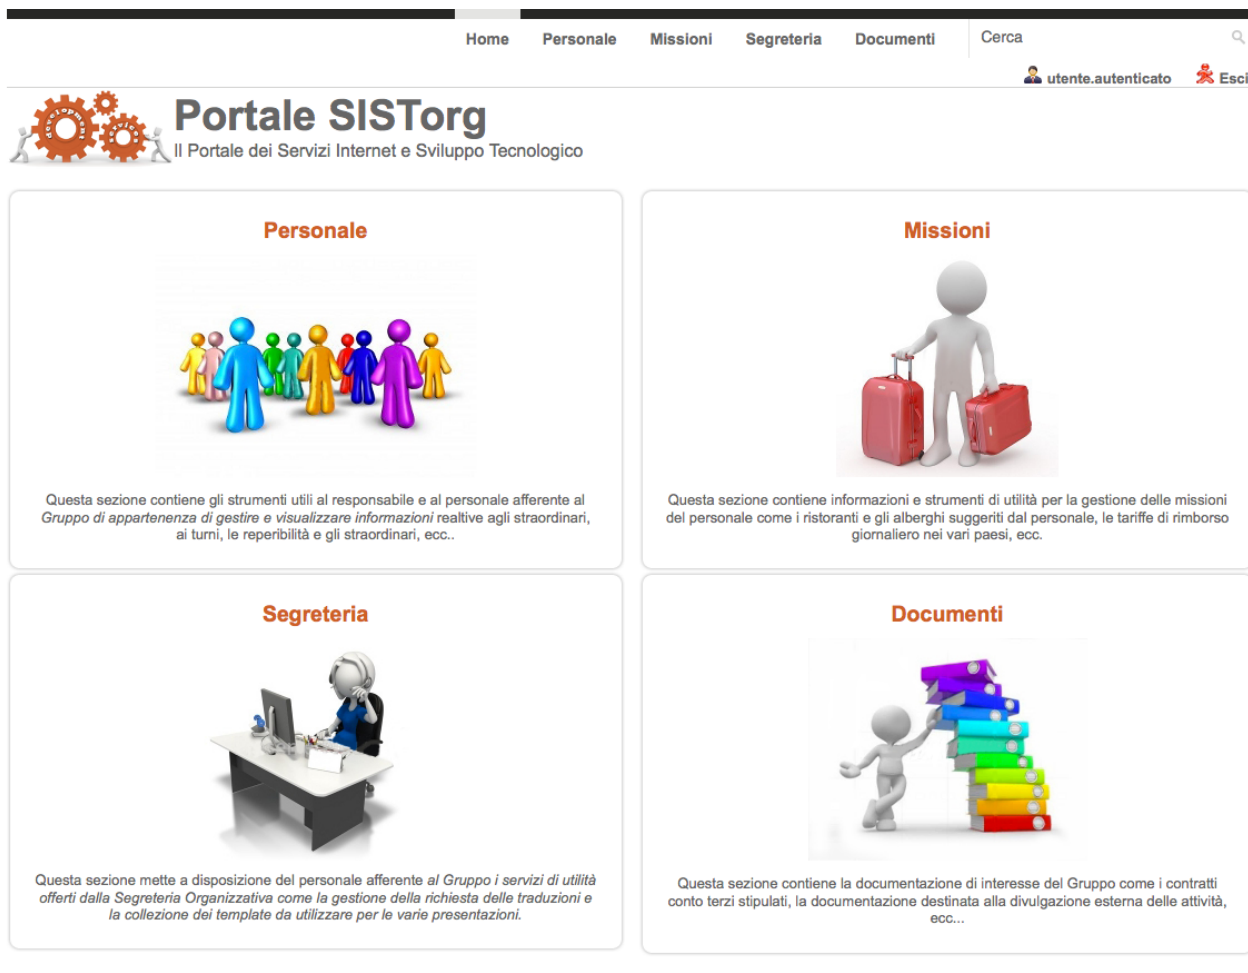 Home Personale Missioni Segreteria Documenti Cerca
utente.autenticato Esci
development
Portale SISTorg
Il Portale dei Servizi Internet e Sviluppo Tecnologico
Personale
Questa sezione contiene gli strumenti utili al responsabile e al personale afferente al
Gruppo di appartenenza di gestire e visualizzare informazioni realtive agli straordinari,
ai turni, le reperibilità e gli straordinari, ecc..
Missioni
Questa sezione contiene informazioni e strumenti di utilità per la gestione delle missioni
del personale come i ristoranti e gli alberghi suggeriti dal personale, le tariffe di rimborso
giornaliero nei vari paesi, ecc.
Segreteria
Questa sezione mette a disposizione del personale afferente al Gruppo i servizi di utilità
offerti dalla Segreteria Organizzativa come la gestione della richiesta delle traduzioni e
la collezione dei template da utilizzare per le varie presentazioni.
Documenti
Questa sezione contiene la documentazione di interesse del Gruppo come i contratti
conto terzi stipulati, la documentazione destinata alla divulgazione esterna delle attività,
ecc...